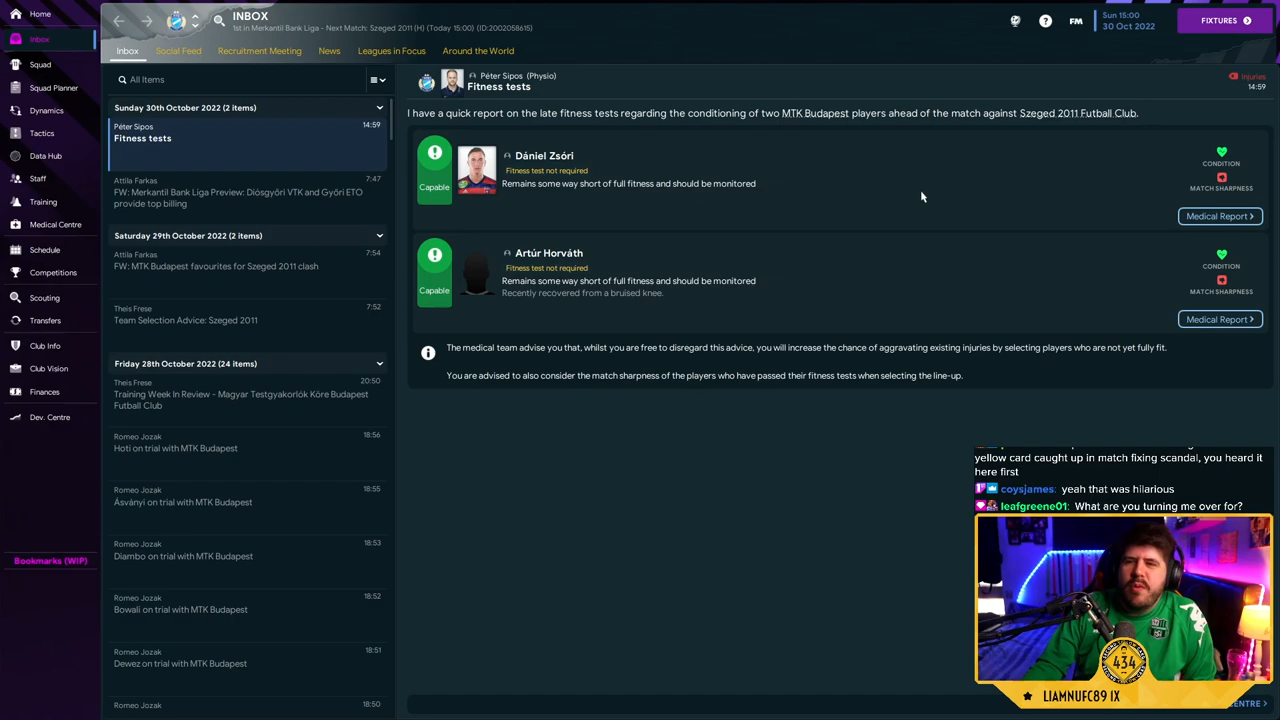 Home
Inbox
Squad
Squad Planner
Dynamics
Tactics
Data Hub
Staff
Training
Medical Centre
Schedule
Competitions
Scouting
Transfers
Club Info
Club Vision
Finances
Dev. Centre
Bookmarks (WIP)
INBOX
1st in Merkantil Bank Liga - Next Match: Szeged 2011 (H) (Today 15:00) (ID:2002058615)
FM
Sun 15:00
30 Oct 2022
FIXTURES
Inbox
Social Feed
Recruitment Meeting
News
Leagues in Focus
Around the World
All Items
Sunday 30th October 2022 (2 items)
Péter Sipos
14:59
Fitness tests
Attila Farkas
7:47
FW: Merkantil Bank Liga Preview: Diósgyőri VTK and Győri ETO
provide top billing
Saturday 29th October 2022 (2 items)
Attila Farkas
7:54
FW: MTK Budapest favourites for Szeged 2011 clash
Theis Frese
7:52
Team Selection Advice: Szeged 2011
Friday 28th October 2022 (24 items)
Theis Frese
20:50
Training Week In Review - Magyar Testgyakorlók Köre Budapest
Futball Club
Romeo Jozak
18:56
Hoti on trial with MTK Budapest
Romeo Jozak
18:55
Ásványi on trial with MTK Budapest
Romeo Jozak
18:53
Diambo on trial with MTK Budapest
Romeo Jozak
18:52
Bowali on trial with MTK Budapest
Romeo Jozak
18:51
Dewez on trial with MTK Budapest
Romeo Jozak
18:50
Péter Sipos (Physio)
Fitness tests
Injuries
14:59
I have a quick report on the late fitness tests regarding the conditioning of two MTK Budapest players ahead of the match against Szeged 2011 Futball Club.
Capable
Dániel Zsóri
Fitness test not required
Remains some way short of full fitness and should be monitored
CONDITION
MATCH SHARPNESS
Medical Report
Capable
Artúr Horváth
Fitness test not required
Remains some way short of full fitness and should be monitored
Recently recovered from a bruised knee.
CONDITION
MATCH SHARPNESS
Medical Report
The medical team advise you that, whilst you are free to disregard this advice, you will increase the chance of aggravating existing injuries by selecting players who are not yet fully fit.
You are advised to also consider the match sharpness of the players who have passed their fitness tests when selecting the line-up.
yellow card caught up in match fixing scandal, you heard it
here first
coysjames: yeah that was hilarious
leafgreene01: What are you turning me over for?
434
LIAMNUFC89 IX
ENTRE